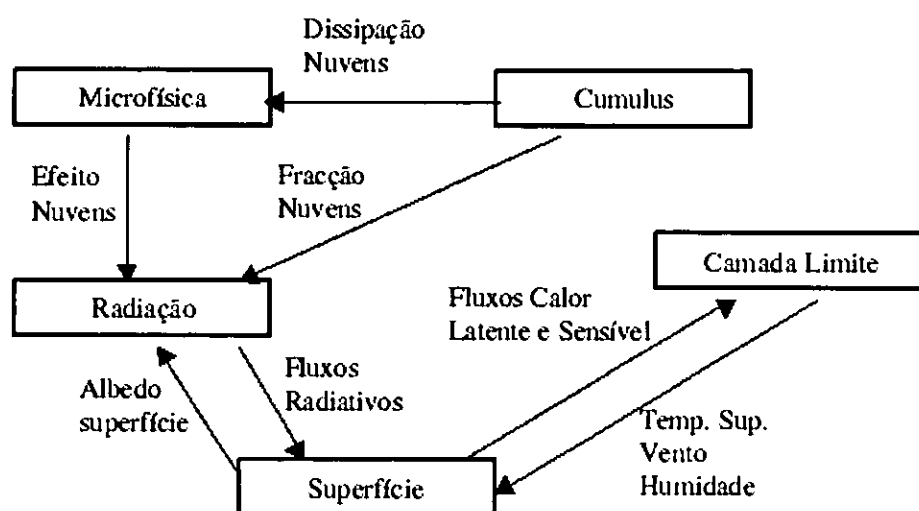 Dissipação
Nuvens
Microfísica
Cumulus
Efeito
Nuvens
Fracção
Nuvens
Camada Limite
Radiação
Fluxos Calor
Latente e Sensível
Albedo
superfície
Fluxos
Radiativos
Temp. Sup.
Vento
Humidade
Superfície